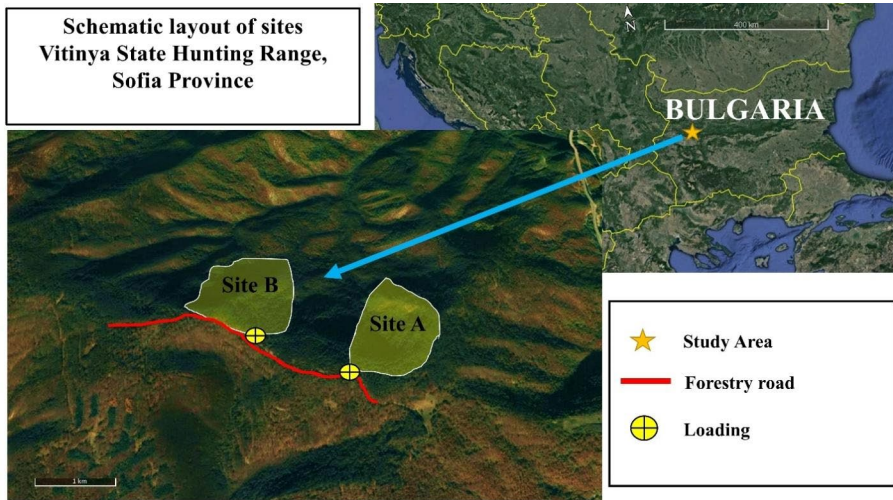 Schematic layout of sites
Vitinya State Hunting Range,
Sofia Province
N
400 km
BULGARIA
Site B
Site A
1 km
Study Area
Forestry road
Loading